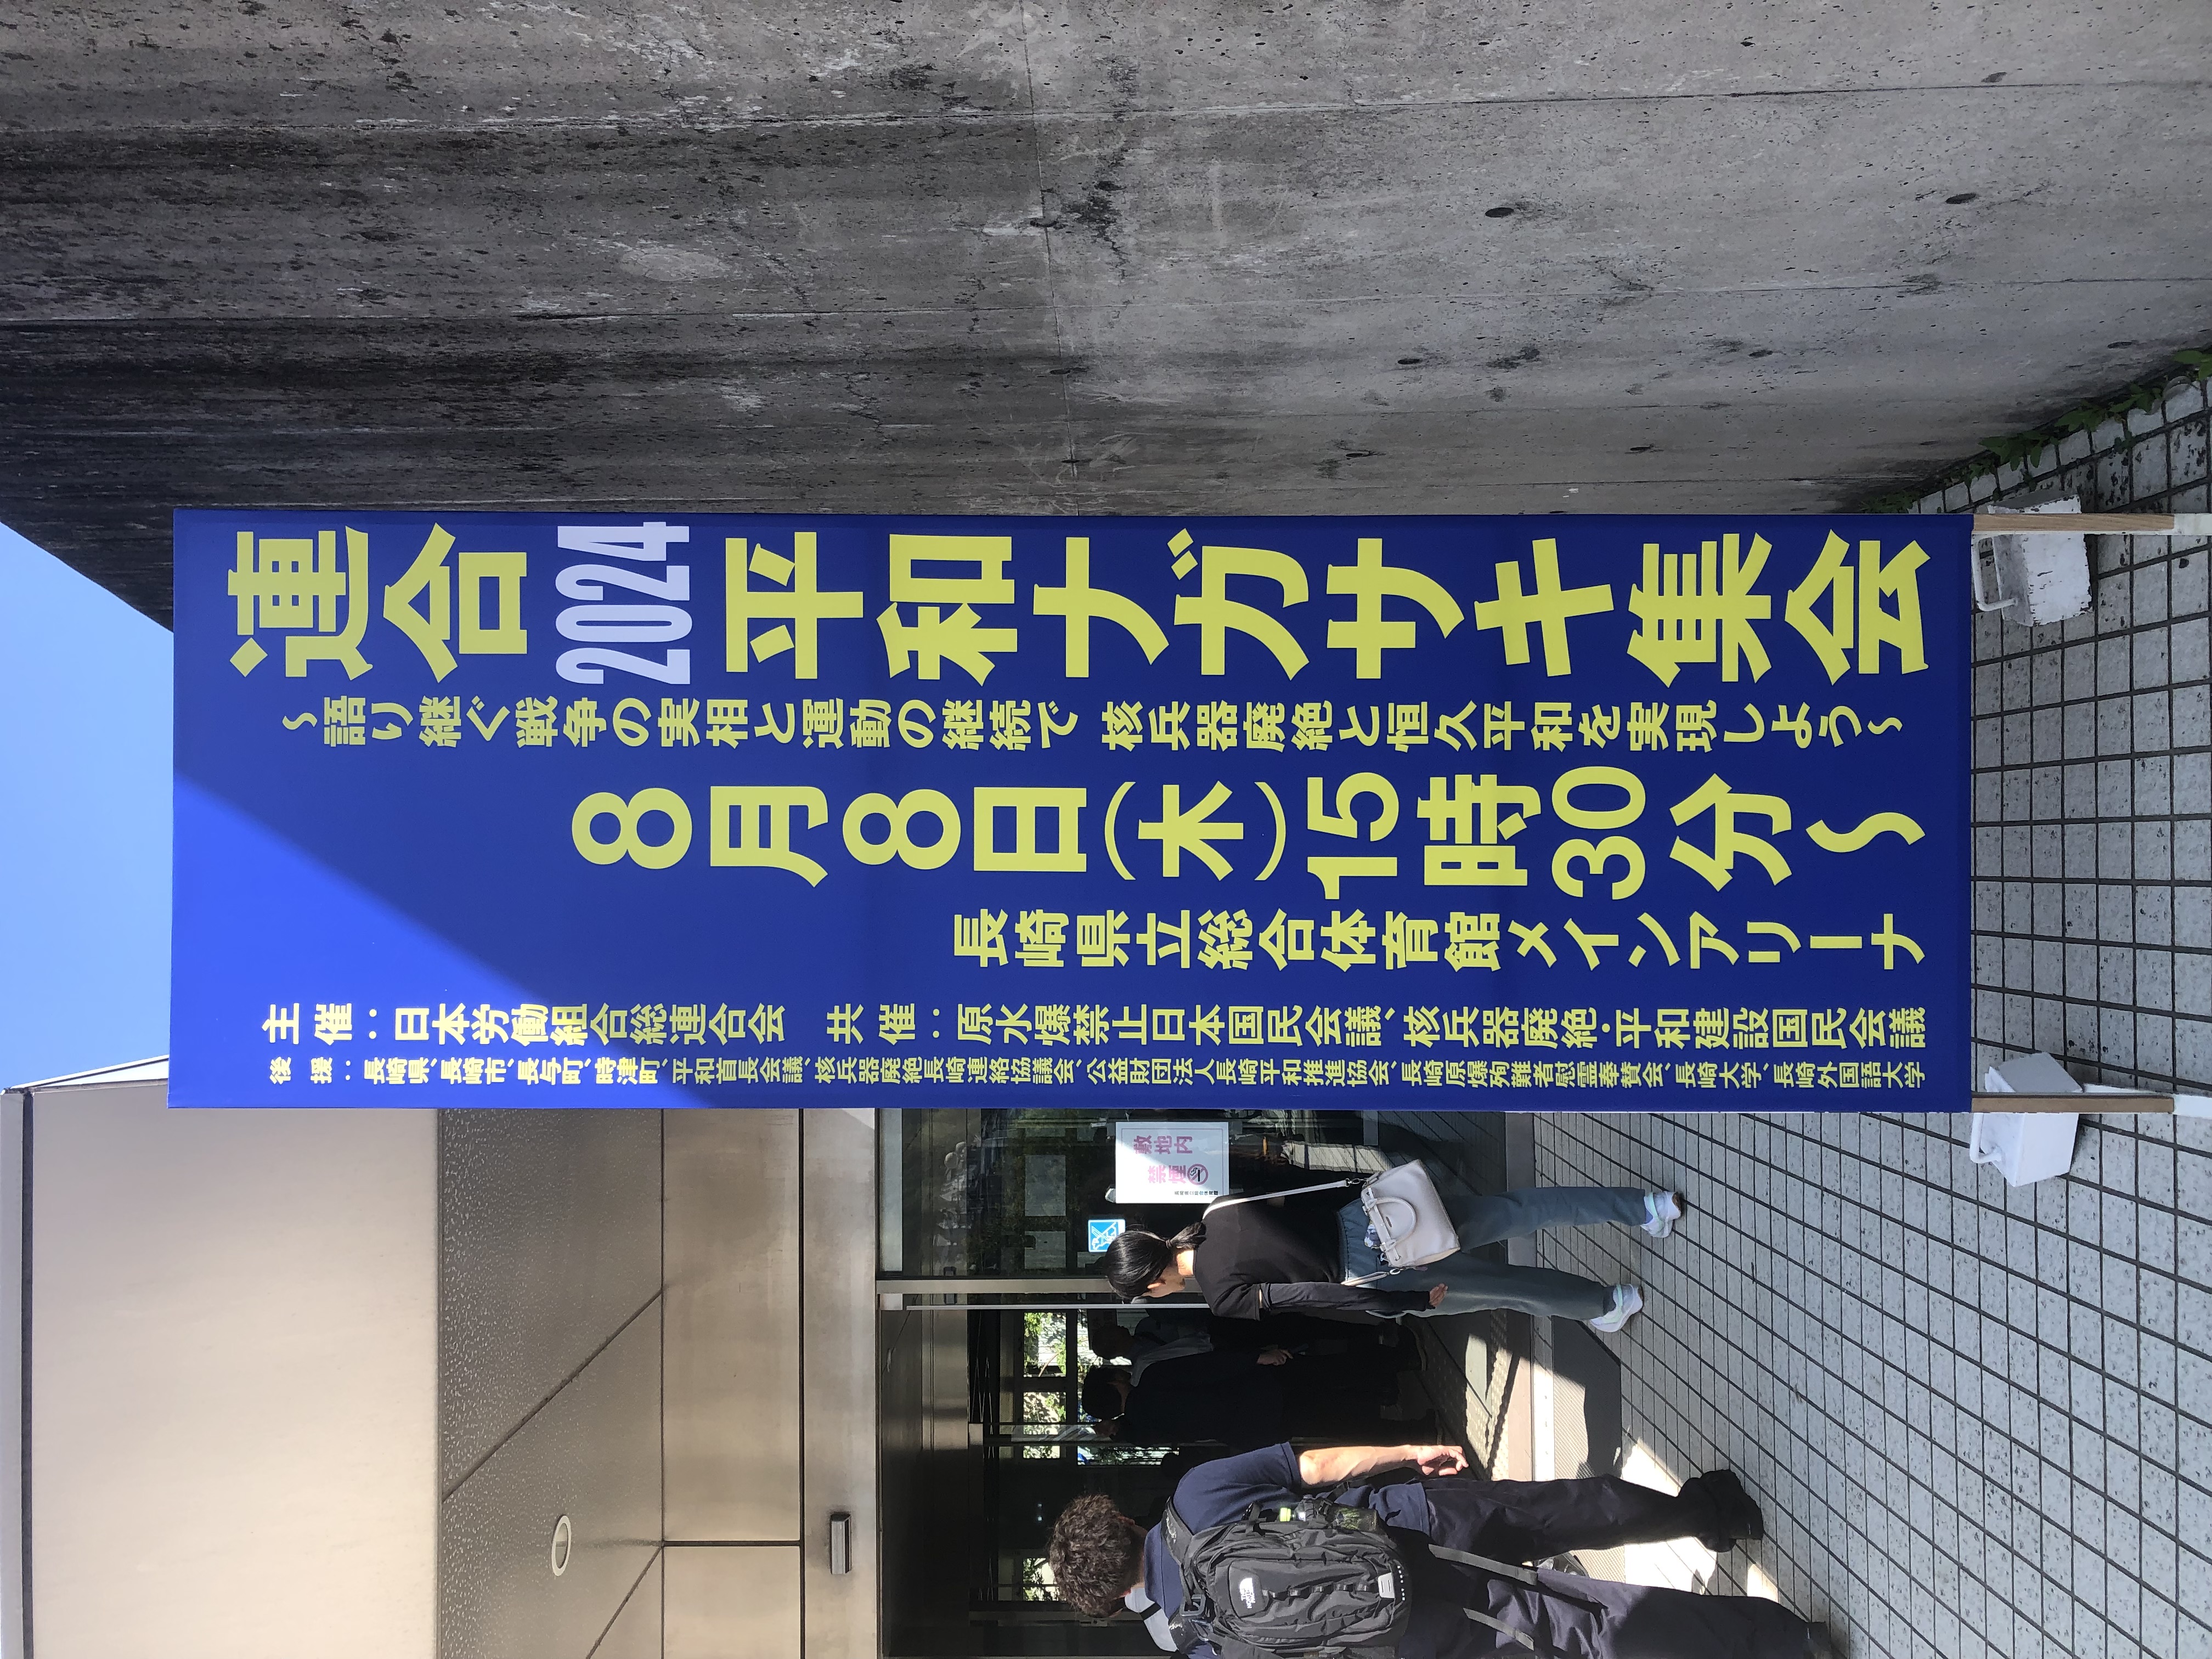 連合2024平和ナガサキ集会
～語り継ぐ戦争の実相と運動の継続で 核兵器廃絶と恒久平和を実現しよう～
8月8日(木)15時30分～
長崎県立総合体育館メインアリーナ
主 催：日本労働組合総連合会 共 催：原水爆禁止日本国民会議、核兵器廃絶・平和建設国民会議
後 援：長崎県、長崎市、長与町、時津町、平和首長会議、核兵器廃絶長崎連絡協議会、公益財団法人長崎平和推進協会、長崎原爆殉難者慰霊奉賛会、長崎大学、長崎外国語大学
敷地内
禁煙
THE NORTH FACE